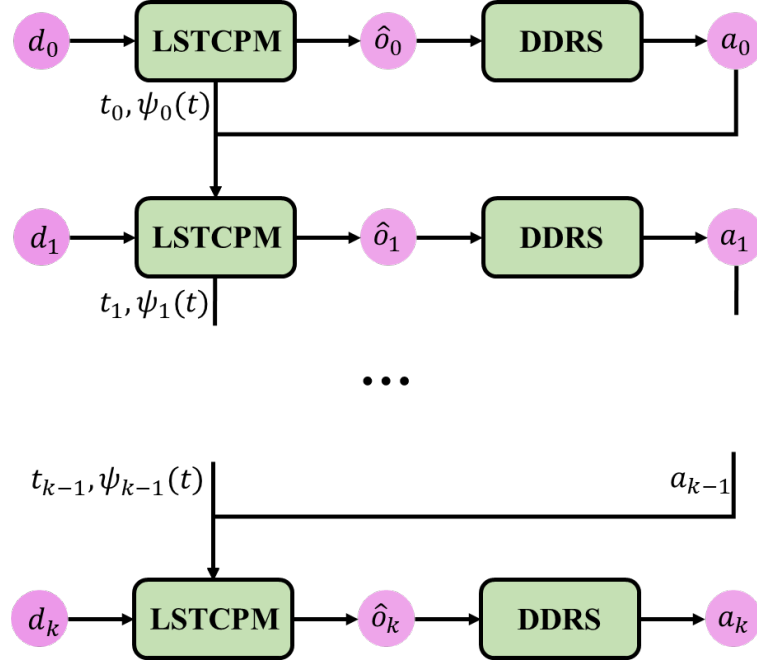 d₀ LSTCPM ô₀ DDRS a₀
t₀, ψ₀(t)
d₁ LSTCPM ô₁ DDRS a₁
t₁, ψ₁(t)
...
tₖ₋₁, ψₖ₋₁(t) aₖ₋₁
dₖ LSTCPM ôₖ DDRS aₖ